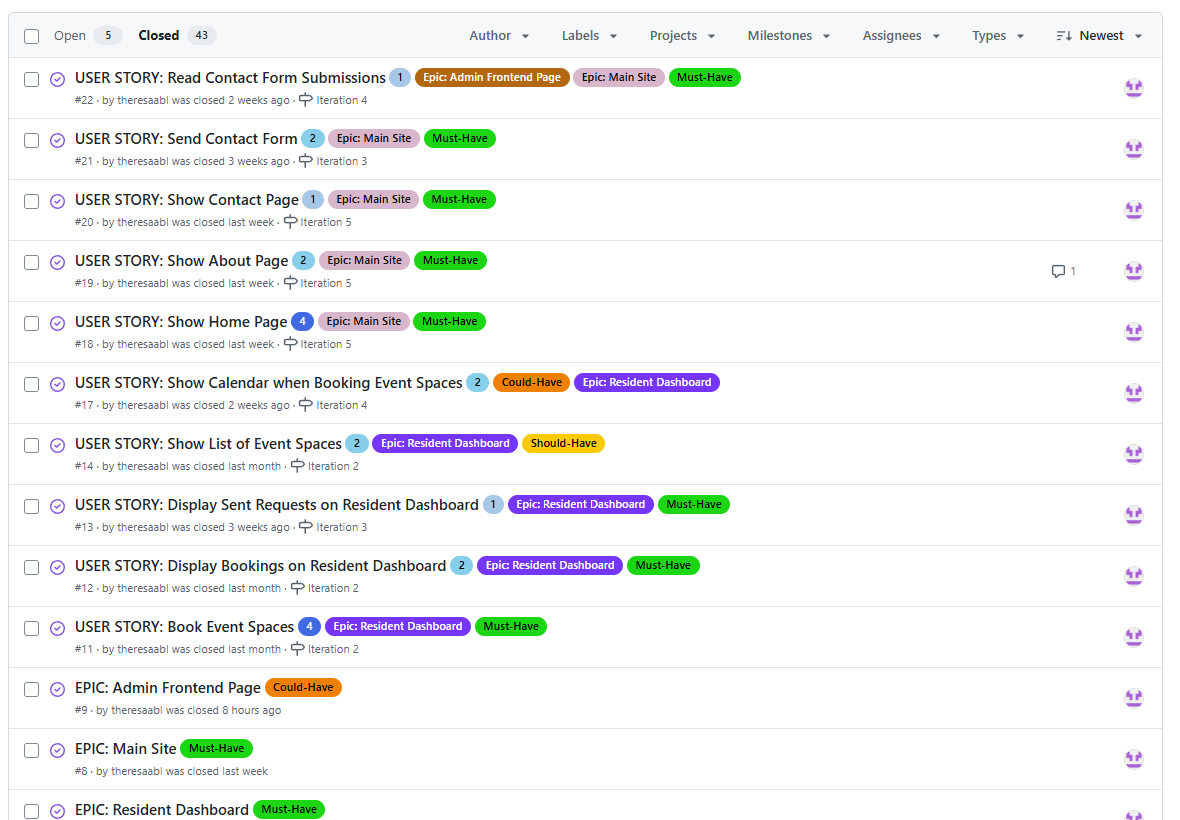 Open 5 Closed 43 Author Labels Projects Milestones Assignees Types Newest
USER STORY: Read Contact Form Submissions 1 Epic: Admin Frontend Page Epic: Main Site Must-Have
#22 · by theresaabl was closed 2 weeks ago · Iteration 4
USER STORY: Send Contact Form 2 Epic: Main Site Must-Have
#21 · by theresaabl was closed 3 weeks ago · Iteration 3
USER STORY: Show Contact Page 1 Epic: Main Site Must-Have
#20 · by theresaabl was closed last week · Iteration 5
USER STORY: Show About Page 2 Epic: Main Site Must-Have
#19 · by theresaabl was closed last week · Iteration 5
1
USER STORY: Show Home Page 4 Epic: Main Site Must-Have
#18 · by theresaabl was closed last week · Iteration 5
USER STORY: Show Calendar when Booking Event Spaces 2 Could-Have Epic: Resident Dashboard
#17 · by theresaabl was closed 2 weeks ago · Iteration 4
USER STORY: Show List of Event Spaces 2 Epic: Resident Dashboard Should-Have
#14 · by theresaabl was closed last month · Iteration 2
USER STORY: Display Sent Requests on Resident Dashboard 1 Epic: Resident Dashboard Must-Have
#13 · by theresaabl was closed 3 weeks ago · Iteration 3
USER STORY: Display Bookings on Resident Dashboard 2 Epic: Resident Dashboard Must-Have
#12 · by theresaabl was closed last month · Iteration 2
USER STORY: Book Event Spaces 4 Epic: Resident Dashboard Must-Have
#11 · by theresaabl was closed last month · Iteration 2
EPIC: Admin Frontend Page Could-Have
#9 · by theresaabl was closed 8 hours ago
EPIC: Main Site Must-Have
#8 · by theresaabl was closed last week
EPIC: Resident Dashboard Must-Have